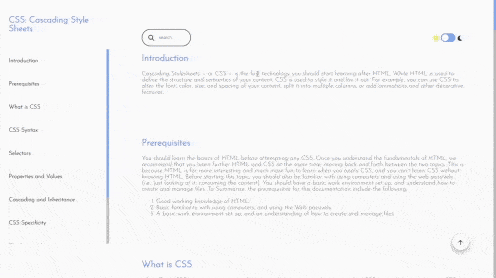 CSS: Cascading Style
Sheets
Introduction
Prerequisites
What is CSS
CSS Syntax
Selectors
Properties and Values
Cascading and Inheritance
CSS Specificity
search
Introduction
Cascading Stylesheets — or CSS — is the first technology you should start learning after HTML. While HTML is used to
define the structure and semantics of your content, CSS is used to style it and lay it out. For example, you can use CSS to
alter the font, color, size, and spacing of your content, split it into multiple columns, or add animations and other decorative
features.
Prerequisites
You should learn the basics of HTML before attempting any CSS. Once you understand the fundamentals of HTML, we
recommend that you learn further HTML and CSS at the same time, moving back and forth between the two topics. This is
because HTML is far more interesting and much more fun to learn when you apply CSS, and you can't learn CSS without
knowing HTML. Before starting this topic, you should also be familiar with using computers and using the web passively
(i.e. just looking at it, consuming the content). You should have a basic work environment set up, and understand how to
create and manage files. To summarize, the prerequisites for the documentation include the following:
1. Good working knowledge of HTML.
2. Basic familiarity with using computers, and using the Web passively.
3. A basic work environment set up, and an understanding of how to create and manage files.
What is CSS